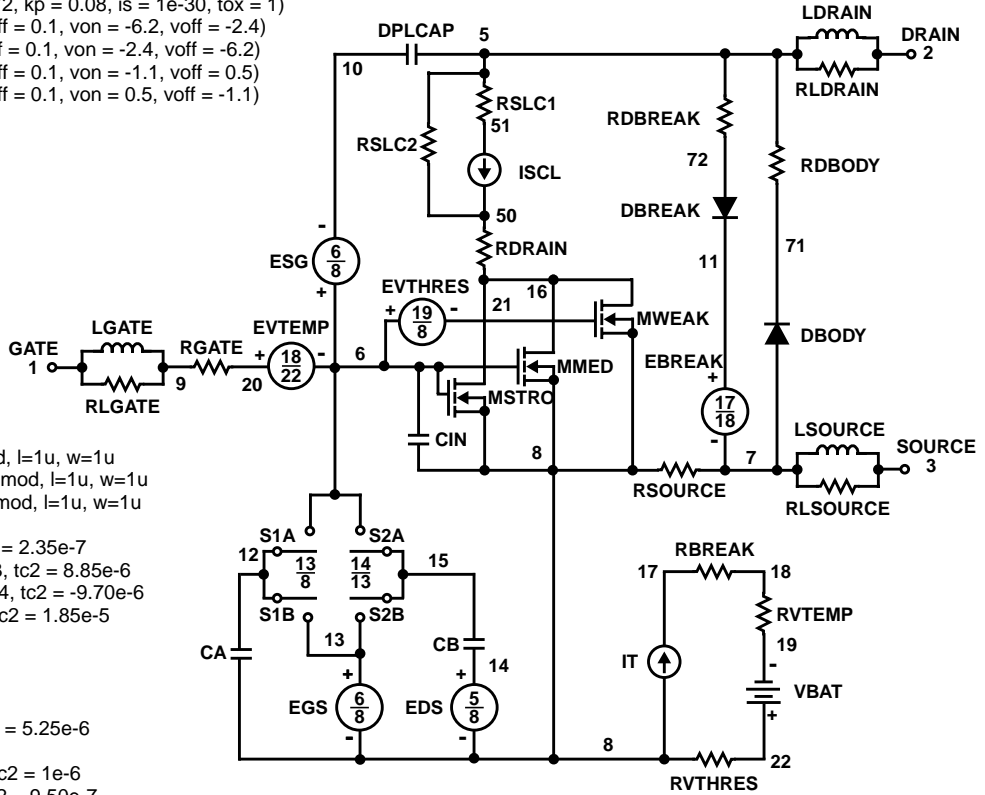 2, kp = 0.08, is = 1e-30, tox = 1)
off = 0.1, von = -6.2, voff = -2.4)
f = 0.1, von = -2.4, voff = -6.2)
ff = 0.1, von = -1.1, voff = 0.5)
ff = 0.1, von = 0.5, voff = -1.1)
LDRAIN
DPLCAP
5
DRAIN
2
10
RLDRAIN
RSLC1
51
RDBREAK
RSLC2
72
RDBODY
ISCL
DBREAK
50
71
-
6
8
ESG
+
RDRAIN
11
EVTHRES
16
21
+
19
8
-
MWEAK
LGATE
EVTEMP
DBODY
GATE
1
RGATE
+
18
22
-
6
EBREAK
MMED
+
9
20
MSTRO
17
18
RLGATE
-
LSOURCE
CIN
8
7
SOURCE
3
d, l=1u, w=1u
mod, l=1u, w=1u
mod, l=1u, w=1u
RSOURCE
RLSOURCE
= 2.35e-7
3, tc2 = 8.85e-6
4, tc2 = -9.70e-6
tc2 = 1.85e-5
S1A
S2A
12
13
8
14
13
15
S1B
S2B
RBREAK
17
18
RVTEMP
13
CB
19
CA
14
IT
-
VBAT
+
+
+
EGS
6
8
EDS
5
8
-
-
= 5.25e-6
8
22
tc2 = 1e-6
RVTHRES